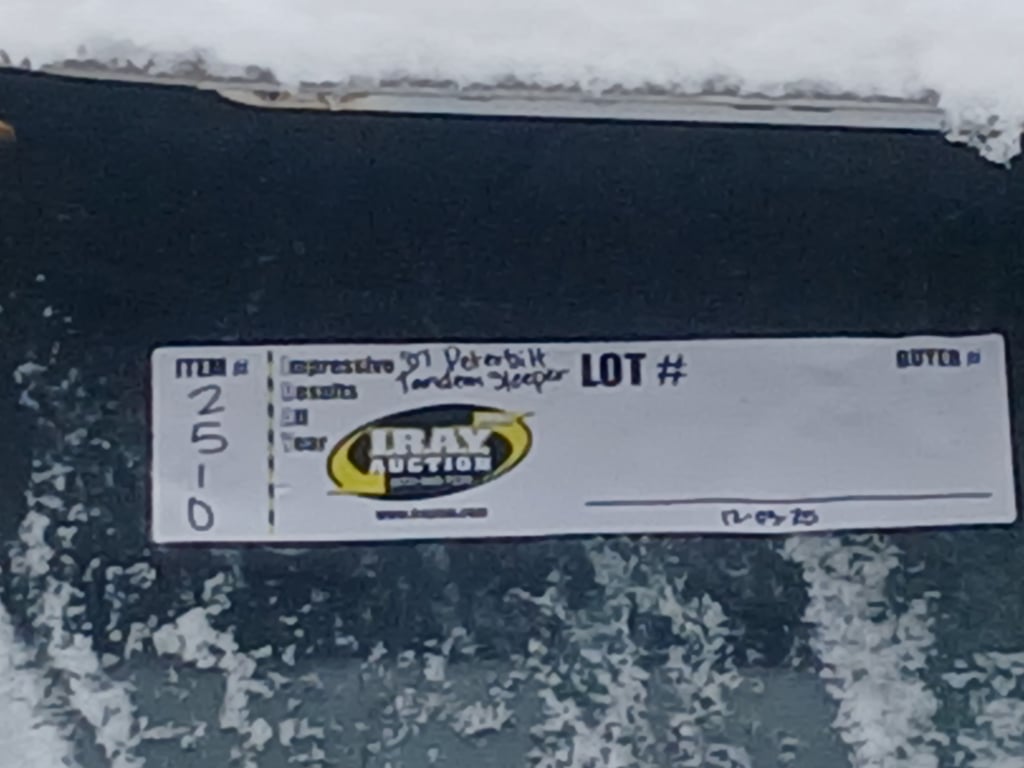 ITEM #
2
5
1
0
Impressive
Results
All
Year
'07 Peterbilt
Tandem Sleeper
IRAY
AUCTION
LOT #
BUYER #
12-03-25